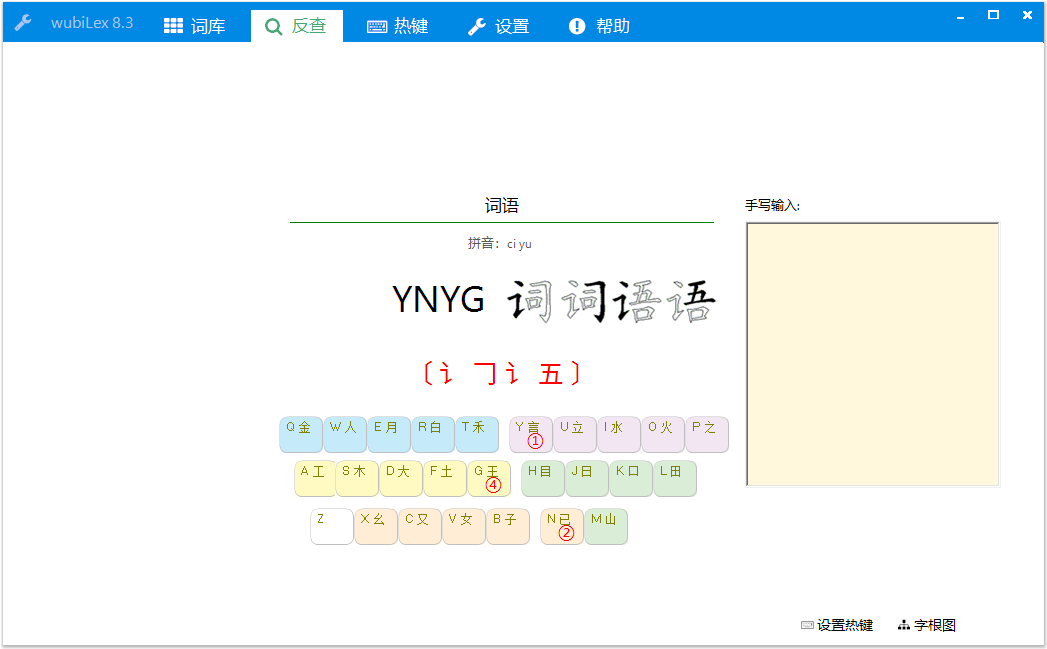 wubiLex 8.3 词库 反查 热键 设置 帮助
词语
手写输入:
拼音：ci yu
YNYG 词词语语
〔讠㇆讠五〕
Q金 W人 E月 R白 T禾 Y言 U立 I水 O火 P之
①
A工 S木 D大 F土 G王 H目 J日 K口 L田
④
Z X幺 C又 V女 B子 N已 M山
②
设置热键 字根图